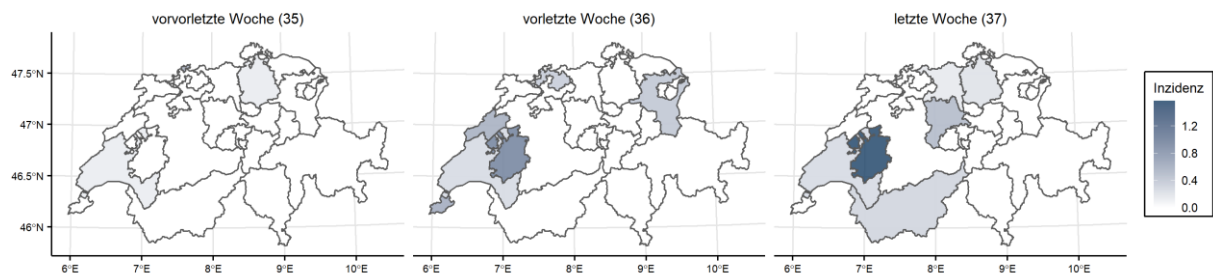 vorvorletzte Woche (35)
vorletzte Woche (36)
letzte Woche (37)
47.5°N
47°N
46.5°N
46°N
6°E 7°E 8°E 9°E 10°E
6°E 7°E 8°E 9°E 10°E
6°E 7°E 8°E 9°E 10°E
Inzidenz
1.2
0.8
0.4
0.0